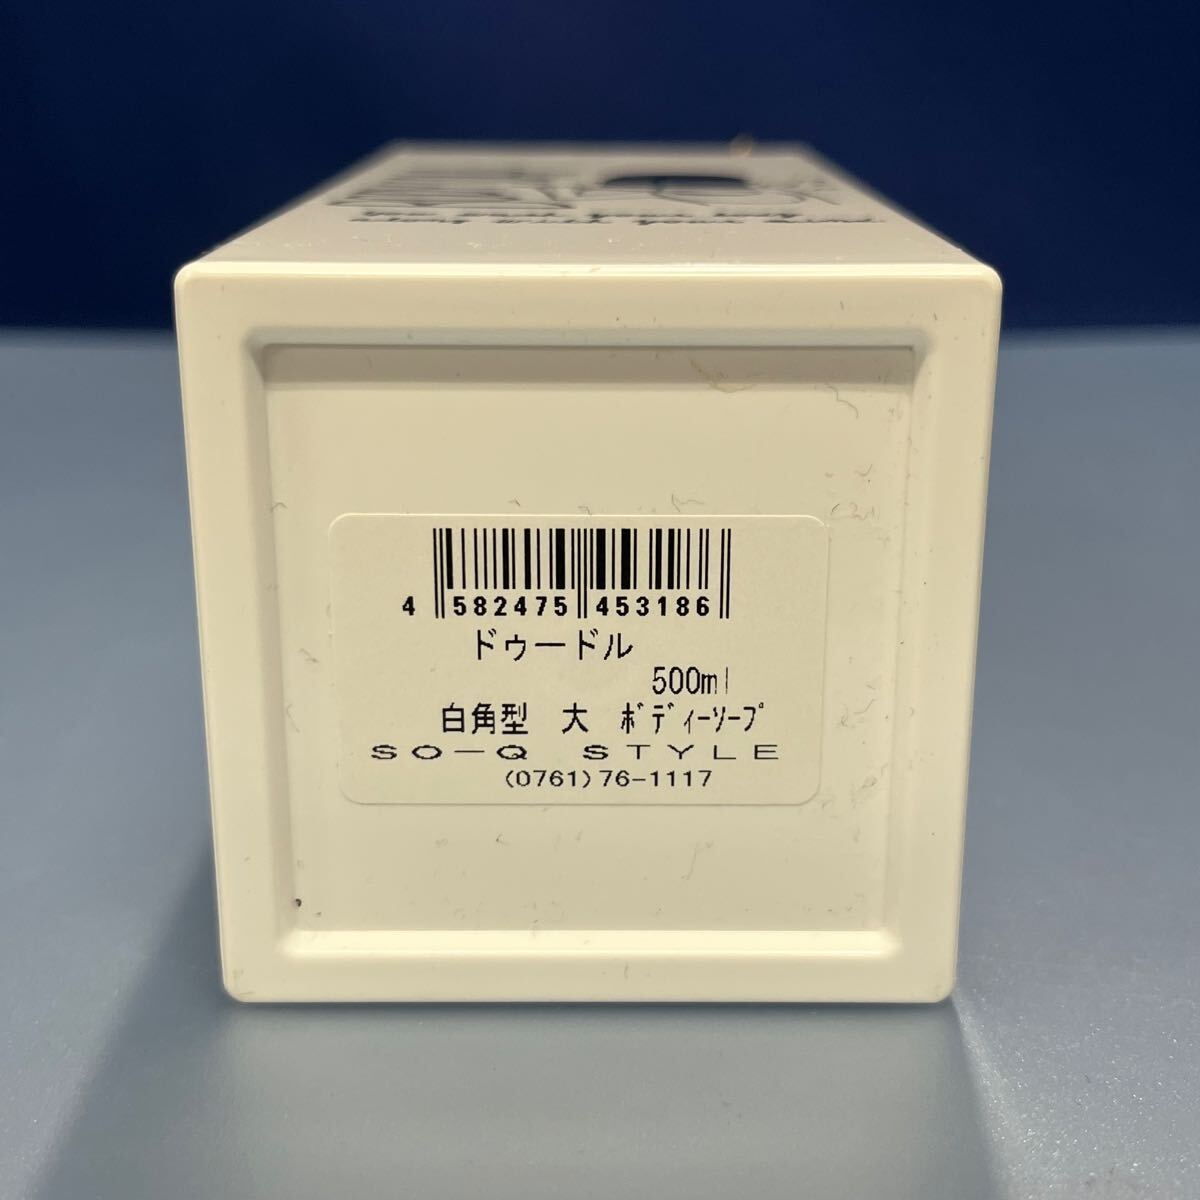 4 582475 453186
ドゥードル
500ml
白角型 大 ﾎﾞﾃﾞｨｰｿｰﾌﾟ
SO-Q STYLE
(0761)76-1117